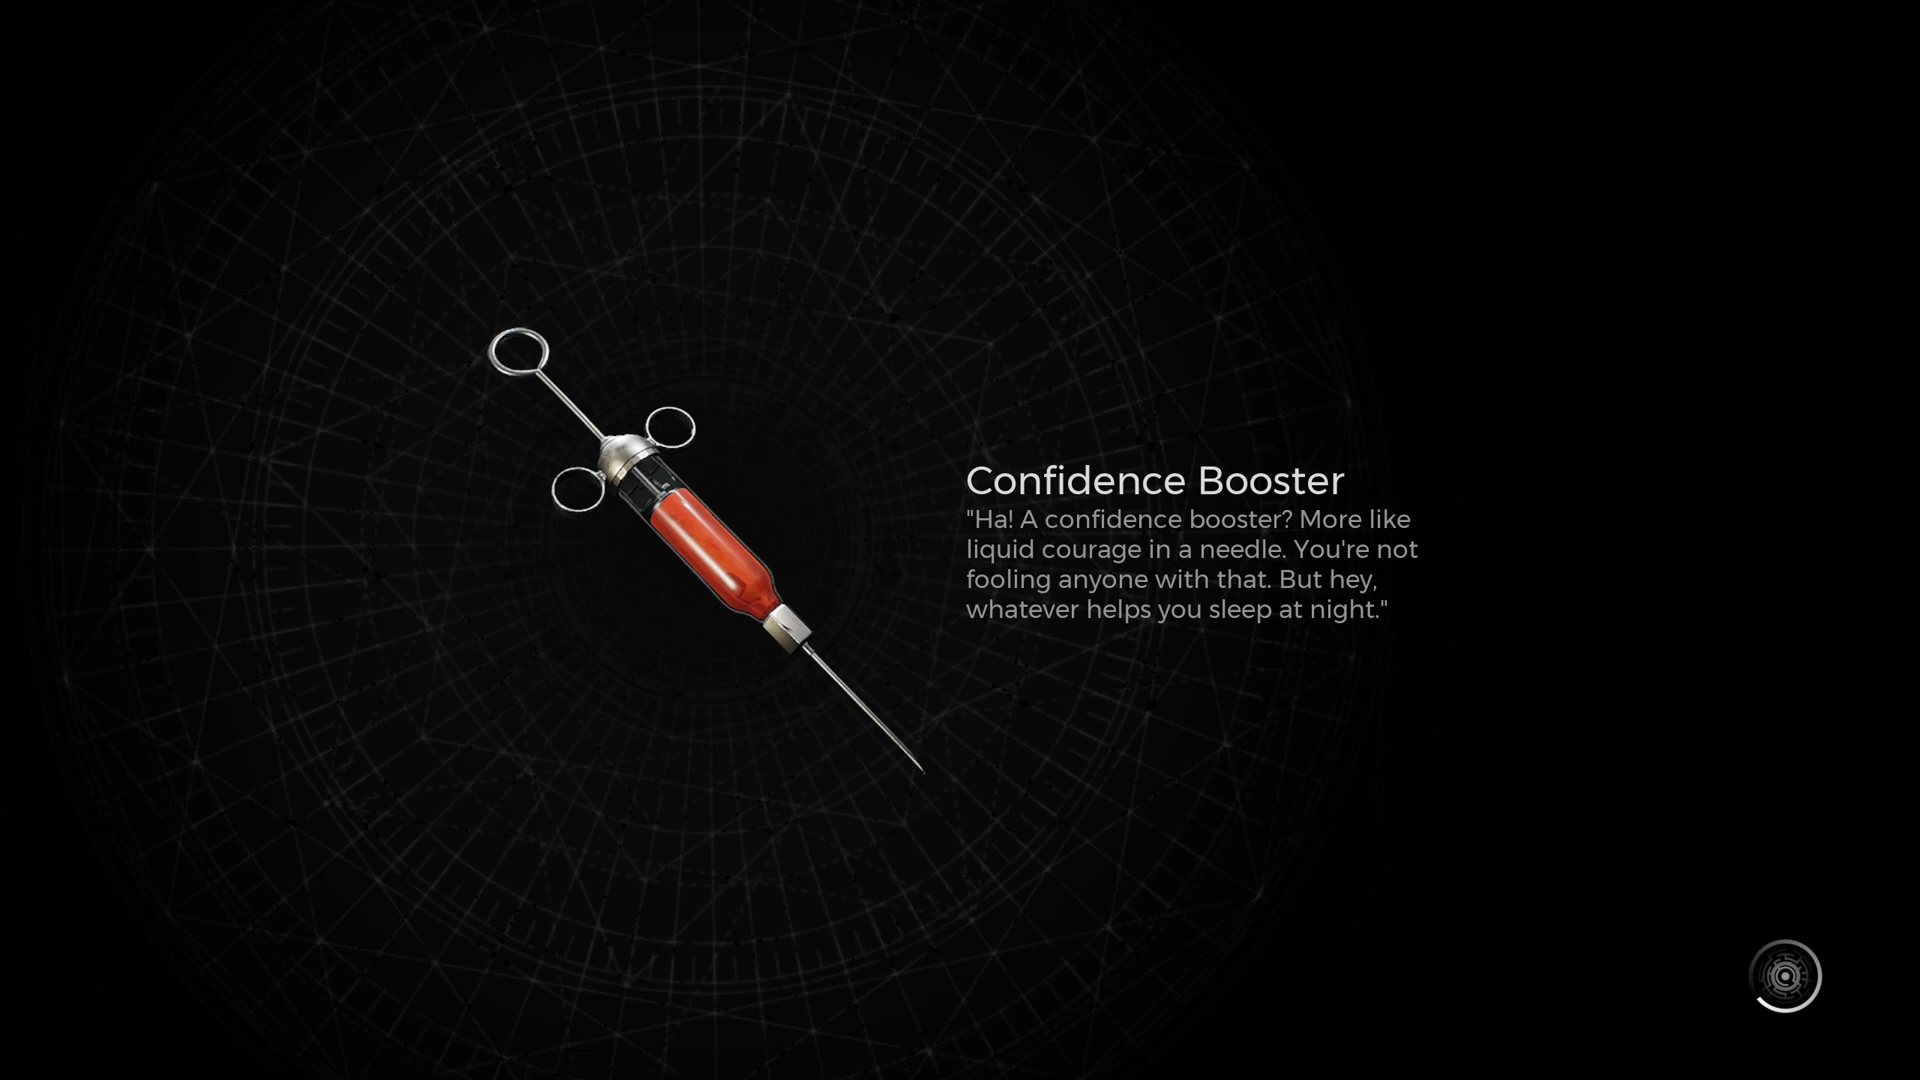 Confidence Booster
"Ha! A confidence booster? More like
liquid courage in a needle. You're not
fooling anyone with that. But hey,
whatever helps you sleep at night."